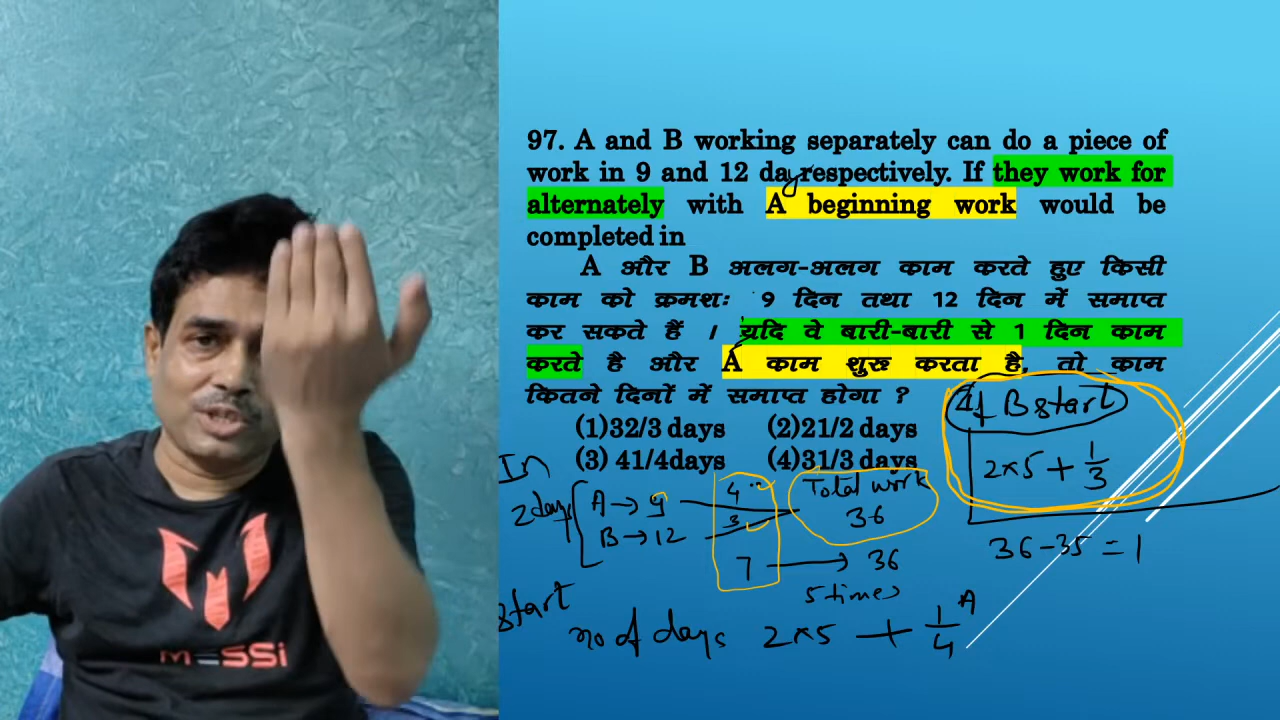 97. A and B working separately can do a piece of
work in 9 and 12 day respectively. If they work for
alternately with A beginning work would be
completed in
A और B अलग-अलग काम करते हुए किसी
काम को क्रमशः 9 दिन तथा 12 दिन में समाप्त
कर सकते हैं । यदि वे बारी-बारी से 1 दिन काम
करते है और A काम शुरू करता है, तो काम
कितने दिनों में समाप्त होगा ?
(1)32/3 days (2)21/2 days
(3) 41/4days (4)31/3 days
If B start
2×5 + 1/3
In
2days
A → 9
B → 12
4
3
7 → 36
Total work
36
5 times
36-35 = 1
start
no of days 2×5 + 1/4 A
MESSI